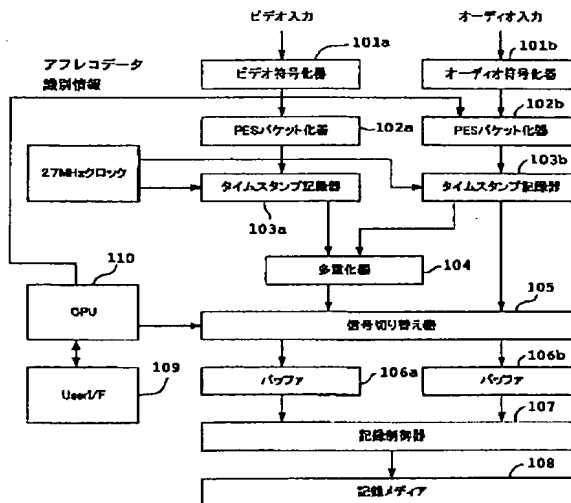 ビデオ入力
オーディオ入力
101a
101b
アフレコデータ
識別情報
ビデオ符号化器
オーディオ符号化器
102b
PESパケット化器
102a
PESパケット化器
103b
27MHzクロック
タイムスタンプ記録器
タイムスタンプ記録器
103a
多重化器
104
110
105
CPU
信号切り替え器
106b
バッファ
106a
バッファ
109
107
UserI/F
記録制御器
108
記録メディア